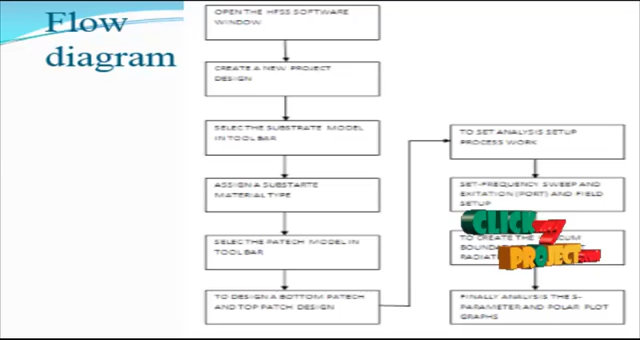 Flow
diagram
OPEN THE HFSS SOFTWARE
WINDOW
CREATE A NEW PROJECT
DESIGN
SELECT THE SUBSTRATE MODEL
IN TOOL BAR
ASSIGN A SUBSTARTE
MATERIAL TYPE
SELECT THE PATECH MODEL IN
TOOL BAR
TO DESIGN A BOTTOM PATECH
AND TOP PATCH DESIGN
TO SET ANALYSIS SETUP
PROCESS WORK
SET-FREQUENCY SWEEP AND
EXITATION (PORT) AND FIELD
SETUP
TO CREATE THE
CLICK
PROJECT
FINALLY ANALYSIS THE S-
PARAMETER AND POLAR PLOT
GRAPHS